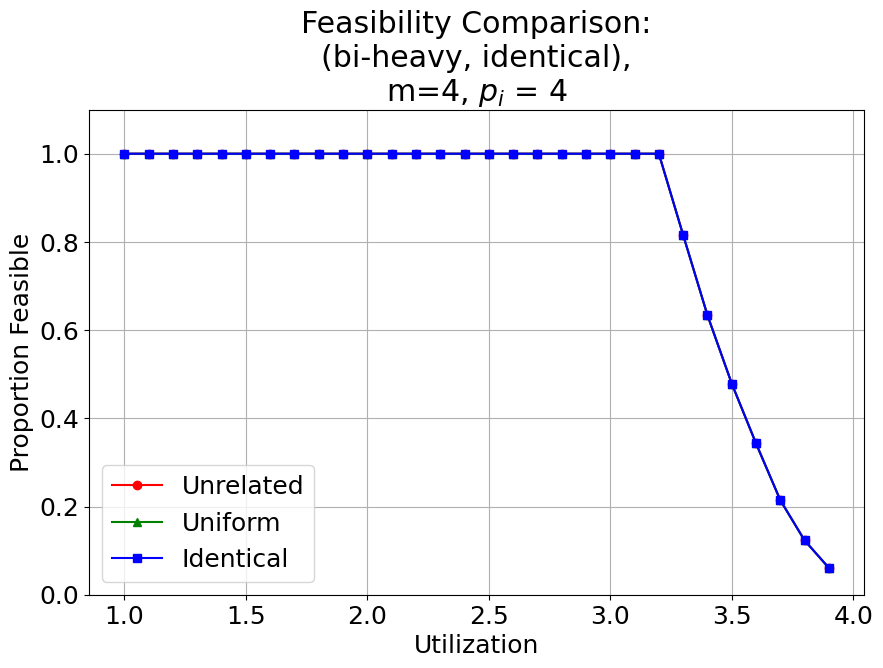 Feasibility Comparison:
(bi-heavy, identical),
m=4, p_i = 4
Proportion Feasible
1.0
0.8
0.6
0.4
0.2
0.0
Unrelated
Uniform
Identical
1.0 1.5 2.0 2.5 3.0 3.5 4.0
Utilization